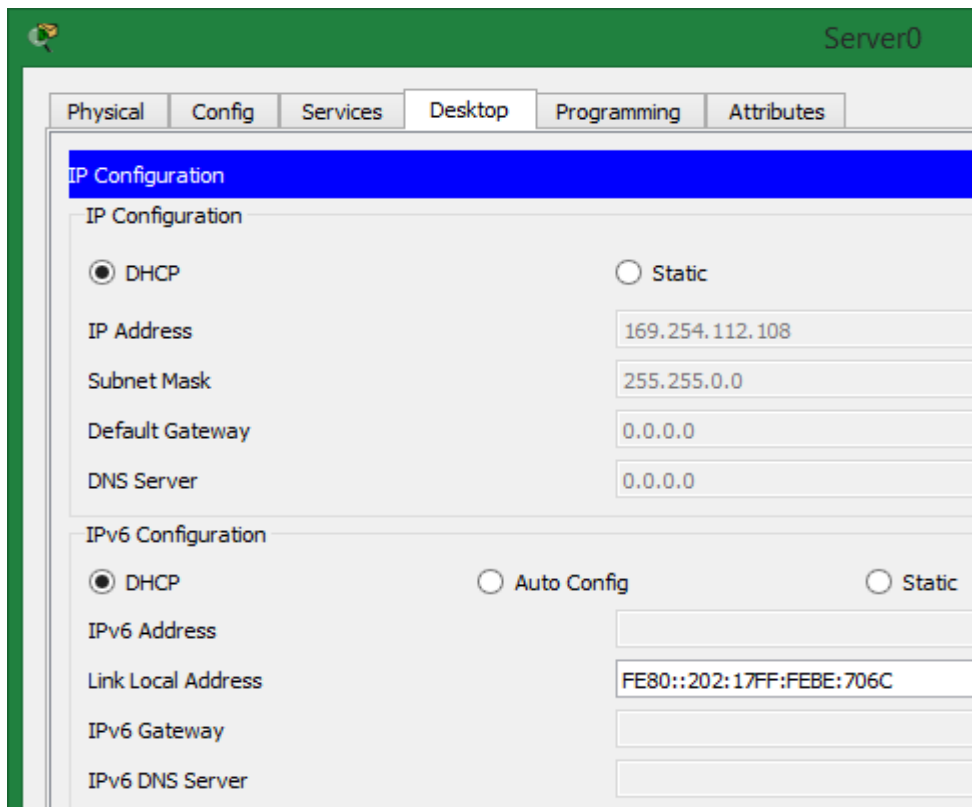 Server0
Physical Config Services Desktop Programming Attributes
IP Configuration
IP Configuration
DHCP Static
IP Address 169.254.112.108
Subnet Mask 255.255.0.0
Default Gateway 0.0.0.0
DNS Server 0.0.0.0
IPv6 Configuration
DHCP Auto Config Static
IPv6 Address
Link Local Address FE80::202:17FF:FEBE:706C
IPv6 Gateway
IPv6 DNS Server